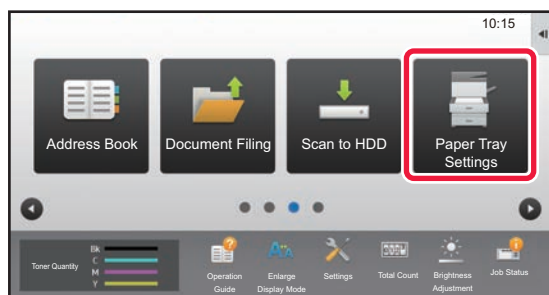 10:15
Address Book
Document Filing
Scan to HDD
Paper Tray
Settings
Toner Quantity
Bk
C
M
Y
Operation
Guide
Enlarge
Display Mode
Settings
Total Count
Brightness
Adjustment
Job Status